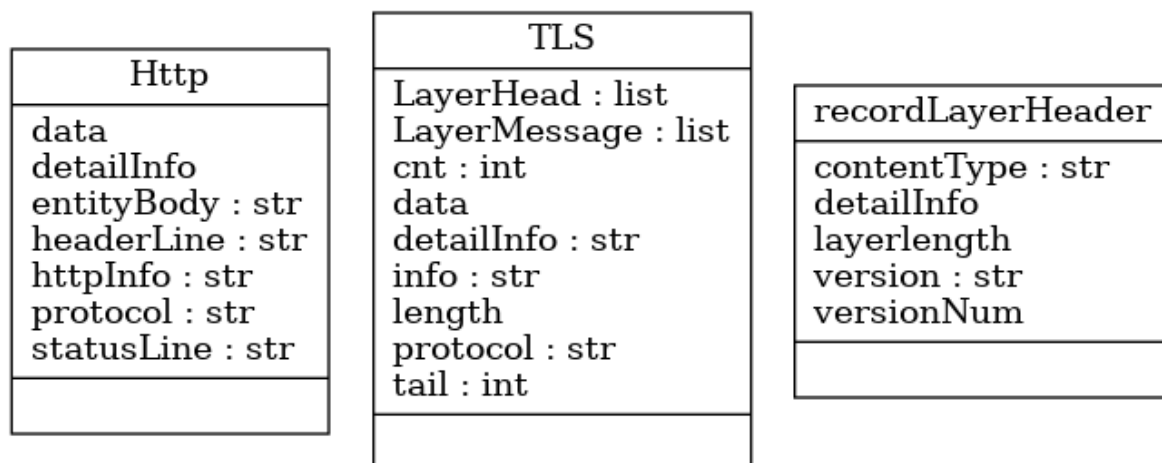 Http
data
detailInfo
entityBody : str
headerLine : str
httpInfo : str
protocol : str
statusLine : str
TLS
LayerHead : list
LayerMessage : list
cnt : int
data
detailInfo : str
info : str
length
protocol : str
tail : int
recordLayerHeader
contentType : str
detailInfo
layerlength
version : str
versionNum